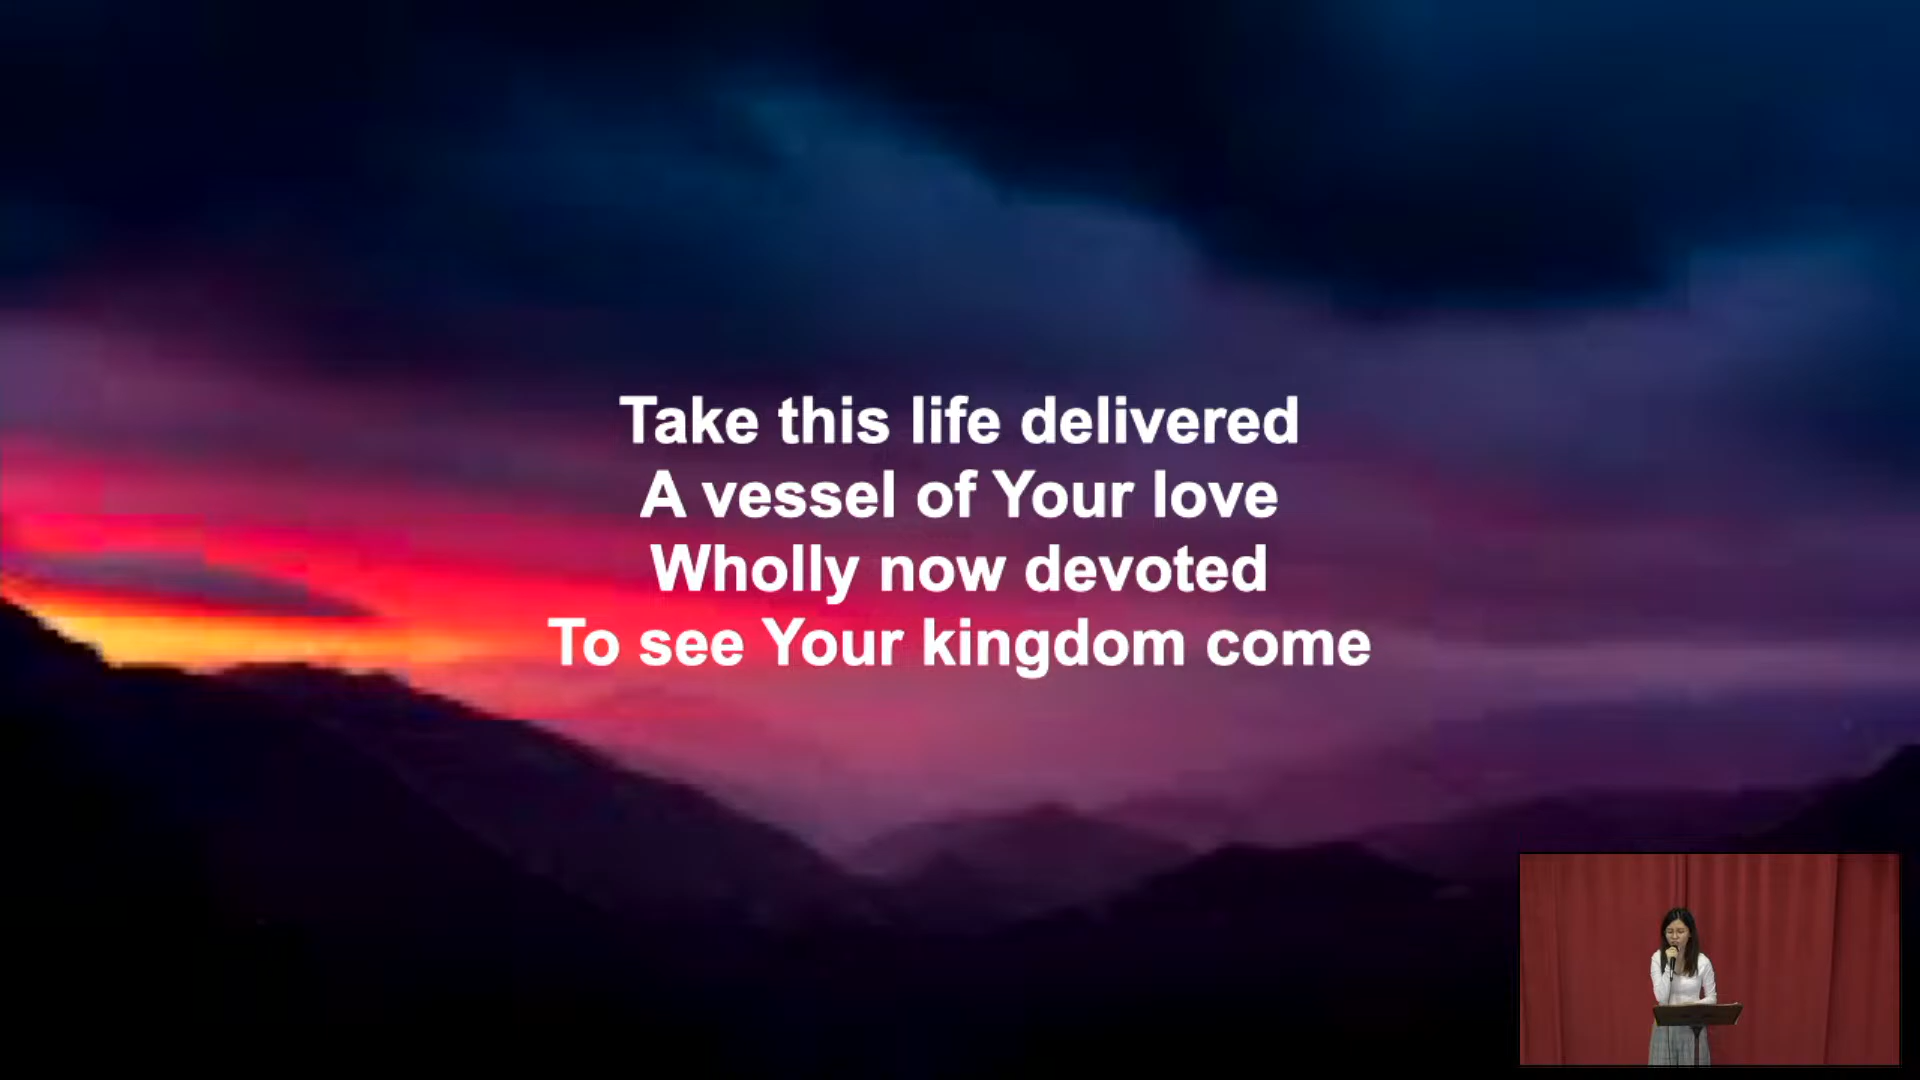 Take this life delivered
A vessel of Your love
Wholly now devoted
To see Your kingdom come